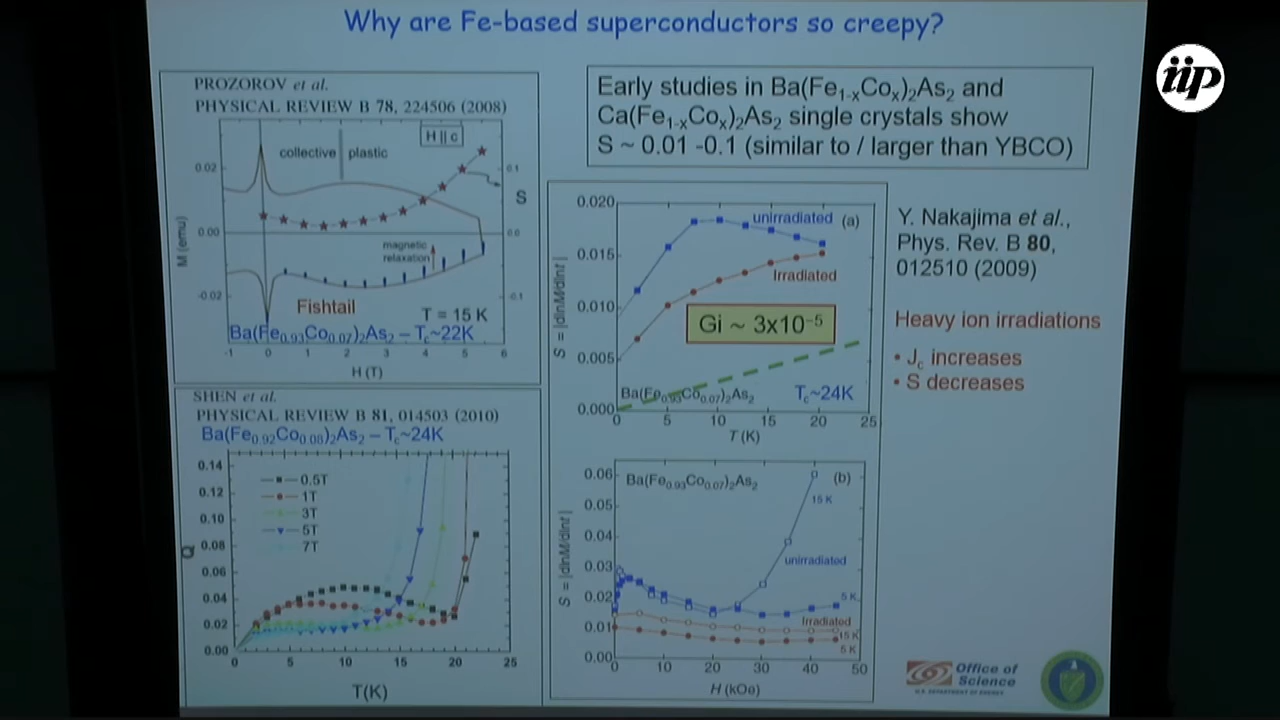 Why are Fe-based superconductors so creepy?
iip
PROZOROV et al.
PHYSICAL REVIEW B 78, 224506 (2008)
H || c
collective plastic
0.02
0.00
-0.02
M (emu)
0.1
S
0.0
-0.1
magnetic
relaxation
Fishtail
T = 15 K
Ba(Fe0.93Co0.07)2As2 – Tc~22K
-1 0 1 2 3 4 5 6
H (T)
Early studies in Ba(Fe1-xCox)2As2 and
Ca(Fe1-xCox)2As2 single crystals show
S ~ 0.01 -0.1 (similar to / larger than YBCO)
SHEN et al.
PHYSICAL REVIEW B 81, 014503 (2010)
Ba(Fe0.92Co0.08)2As2 – Tc~24K
0.14
0.12
0.10
0.08
0.06
0.04
0.02
0.00
Q
0.5T
1T
3T
5T
7T
0 5 10 15 20 25
T(K)
0.020
0.015
0.010
0.005
0.000
S = |dlnM/dlnt|
unirradiated (a)
Irradiated
Gi ~ 3x10−5
Ba(Fe0.93Co0.07)2As2
Tc~24K
0 5 10 15 20 25
T (K)
0.06
0.05
0.04
0.03
0.02
0.01
0.00
S = |dlnM/dlnt|
Ba(Fe0.93Co0.07)2As2 (b)
15 K
unirradiated
5 K
Irradiated
15 K
5 K
0 10 20 30 40 50
H (kOe)
Y. Nakajima et al.,
Phys. Rev. B 80,
012510 (2009)
Heavy ion irradiations
• Jc increases
• S decreases
Office of
Science
U.S. DEPARTMENT OF ENERGY